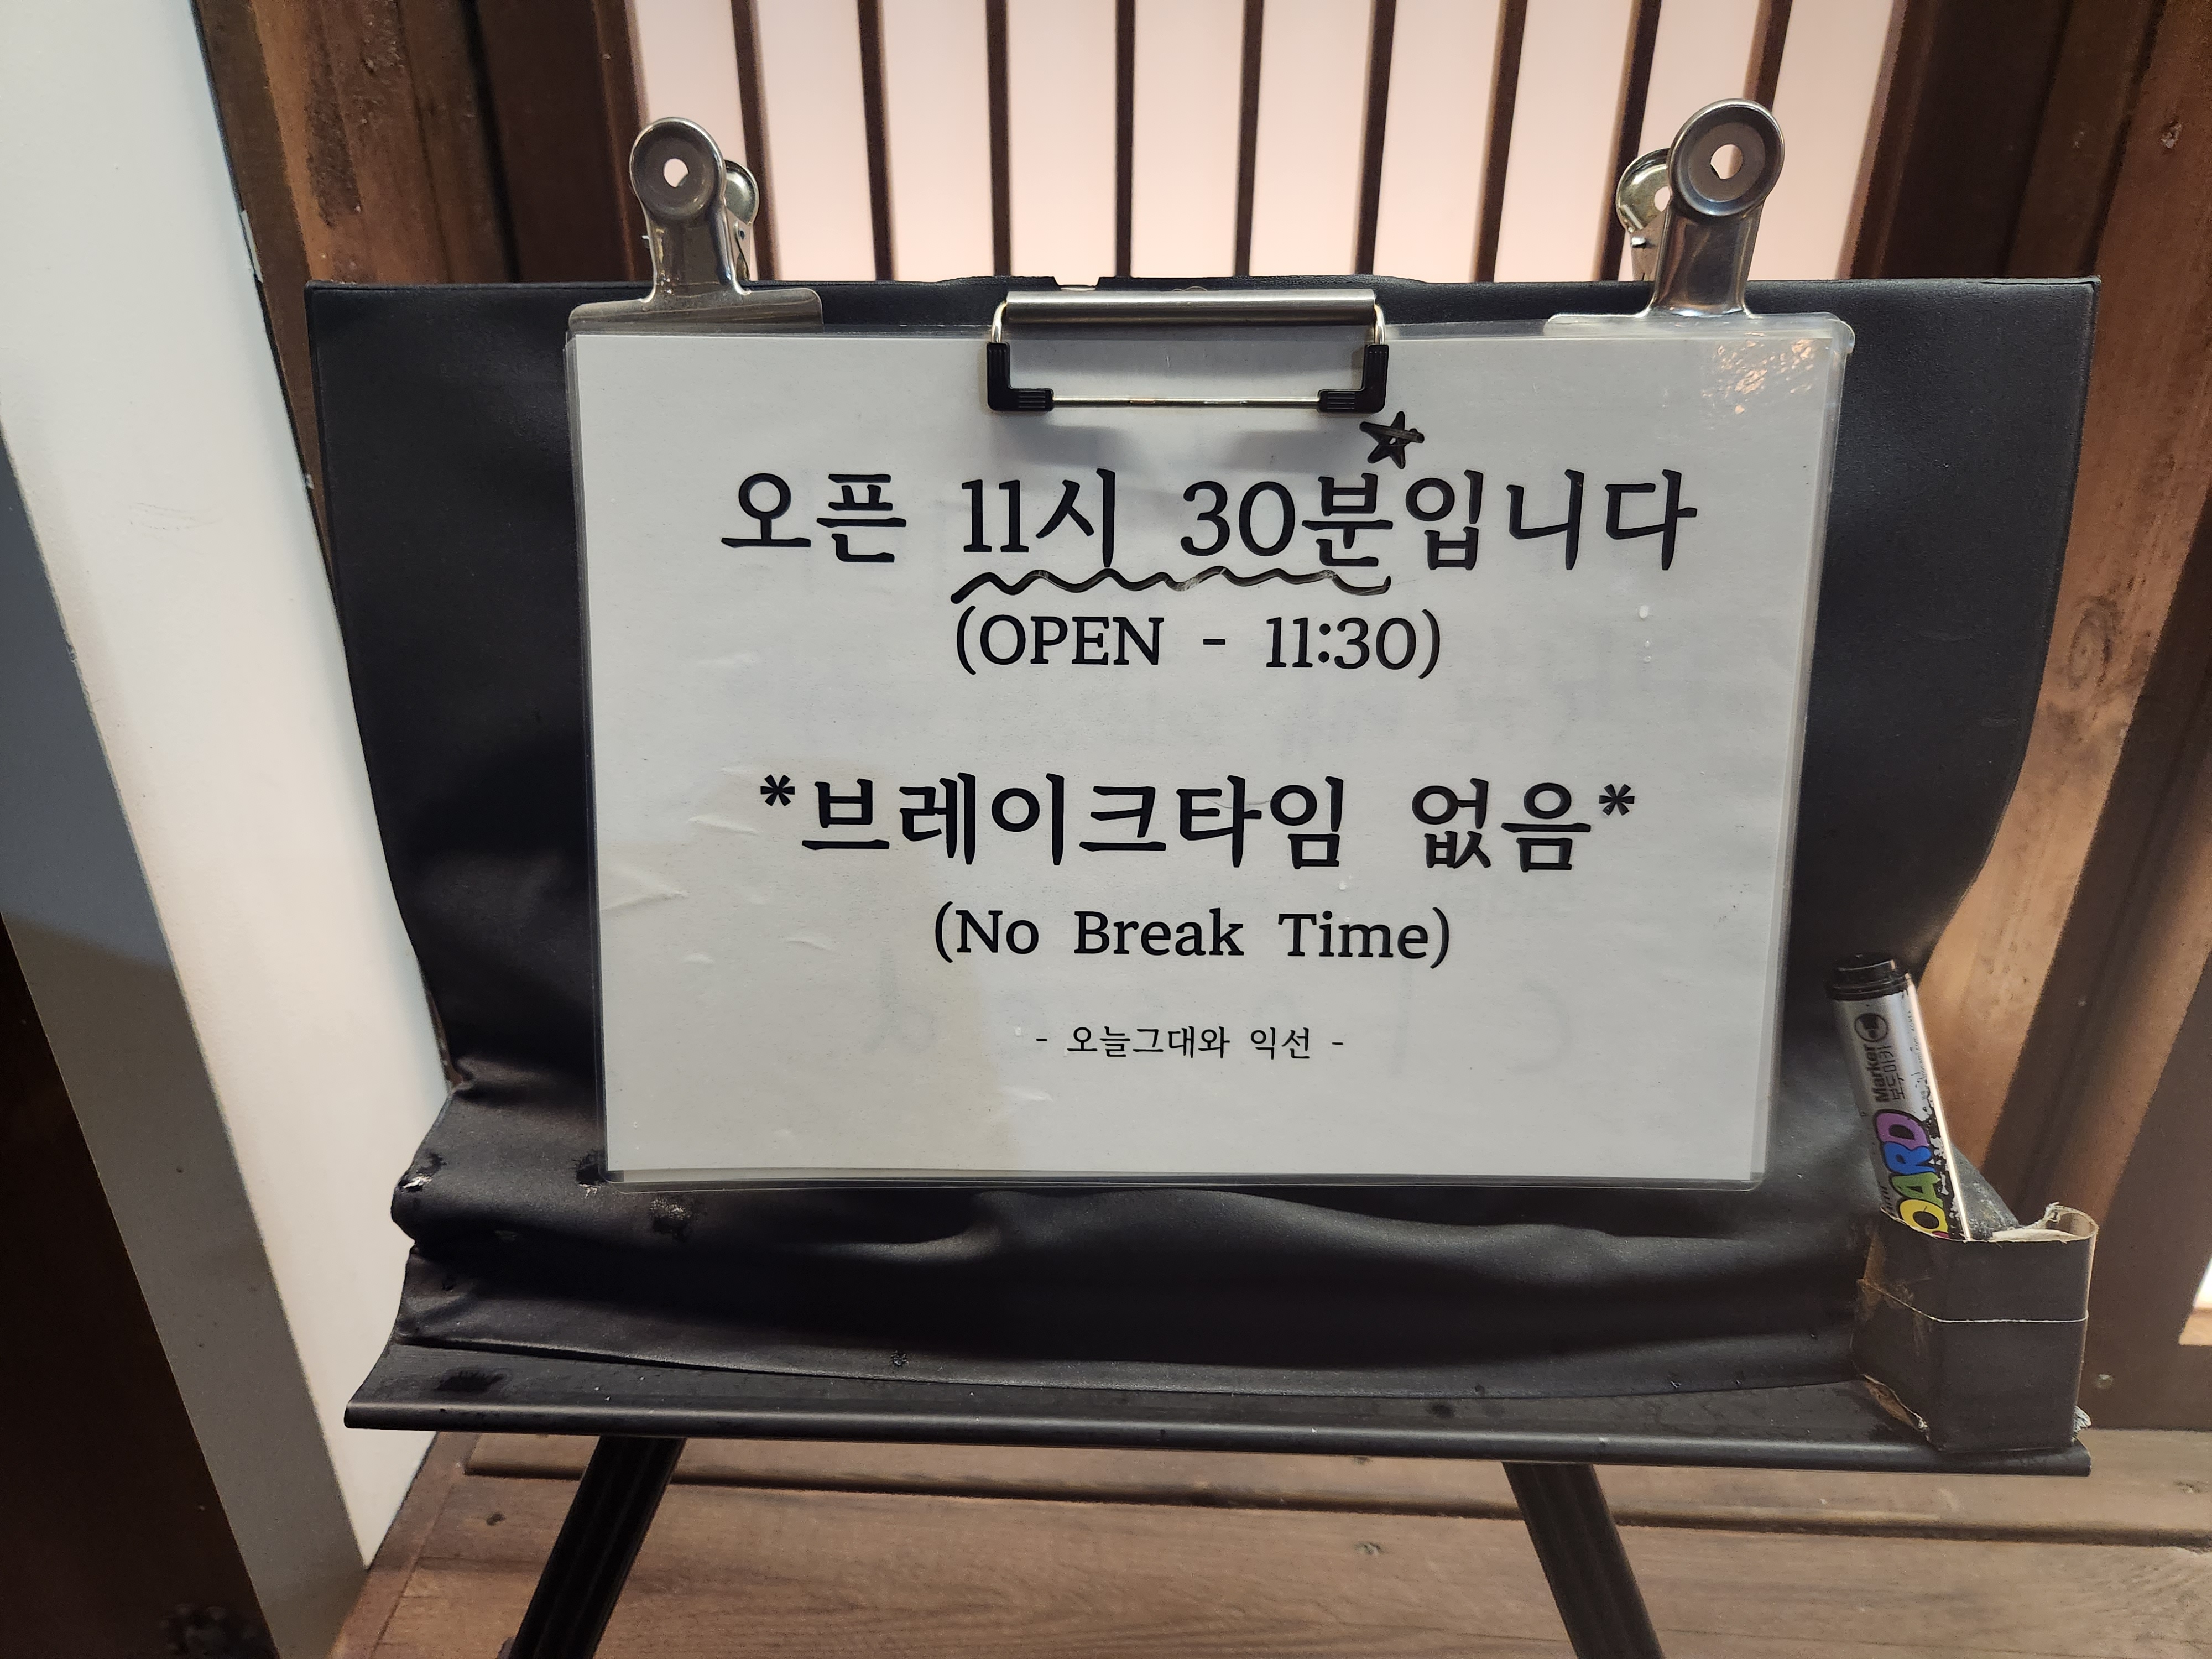 오픈 11시 30분입니다
(OPEN - 11:30)
*브레이크타임 없음*
(No Break Time)
- 오늘그대와 익선 -
Marker
보드마카
BOARD